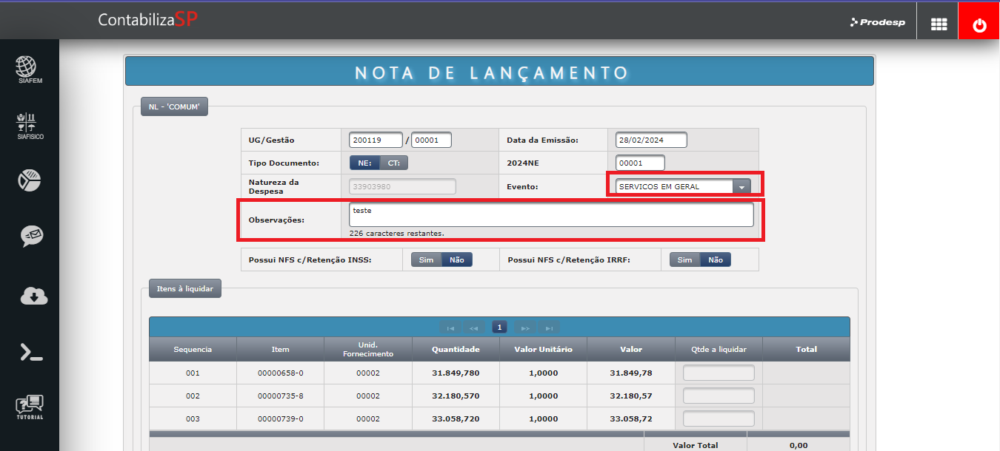 ContabilizaSP
Prodesp
SIAFEM
SIAFISICO
TUTORIAL
NOTA DE LANÇAMENTO
NL - 'COMUM'
UG/Gestão 200119 / 00001 Data da Emissão: 28/02/2024
Tipo Documento: NE: CT: 2024NE 00001
Natureza da Despesa 33903980 Evento: SERVICOS EM GERAL
Observações: teste
226 caracteres restantes.
Possui NFS c/Retenção INSS: Sim Não Possui NFS c/Retenção IRRF: Sim Não
Itens à liquidar
1
Sequencia Item Unid. Fornecimento Quantidade Valor Unitário Valor Qtde a liquidar Total
001 00000658-0 00002 31.849,780 1,0000 31.849,78
002 00000735-8 00002 32.180,570 1,0000 32.180,57
003 00000739-0 00002 33.058,720 1,0000 33.058,72
Valor Total 0,00